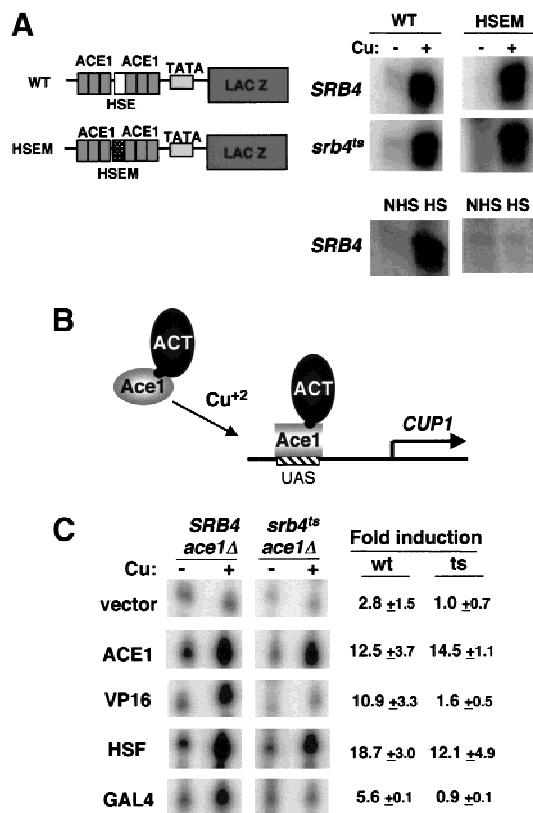 A
WT
ACE1 ACE1
TATA
LAC Z
HSE
HSEM
ACE1 ACE1
TATA
LAC Z
HSEM
WT HSEM
Cu: - + - +
SRB4
srb4ts
NHS HS NHS HS
SRB4
B
ACT
Ace1
Cu+2
ACT
Ace1
UAS
CUP1
C
SRB4 srb4ts
ace1Δ ace1Δ
Fold induction
Cu: - + - + wt ts
vector 2.8 ±1.5 1.0 ±0.7
ACE1 12.5 ±3.7 14.5 ±1.1
VP16 10.9 ±3.3 1.6 ±0.5
HSF 18.7 ±3.0 12.1 ±4.9
GAL4 5.6 ±0.1 0.9 ±0.1